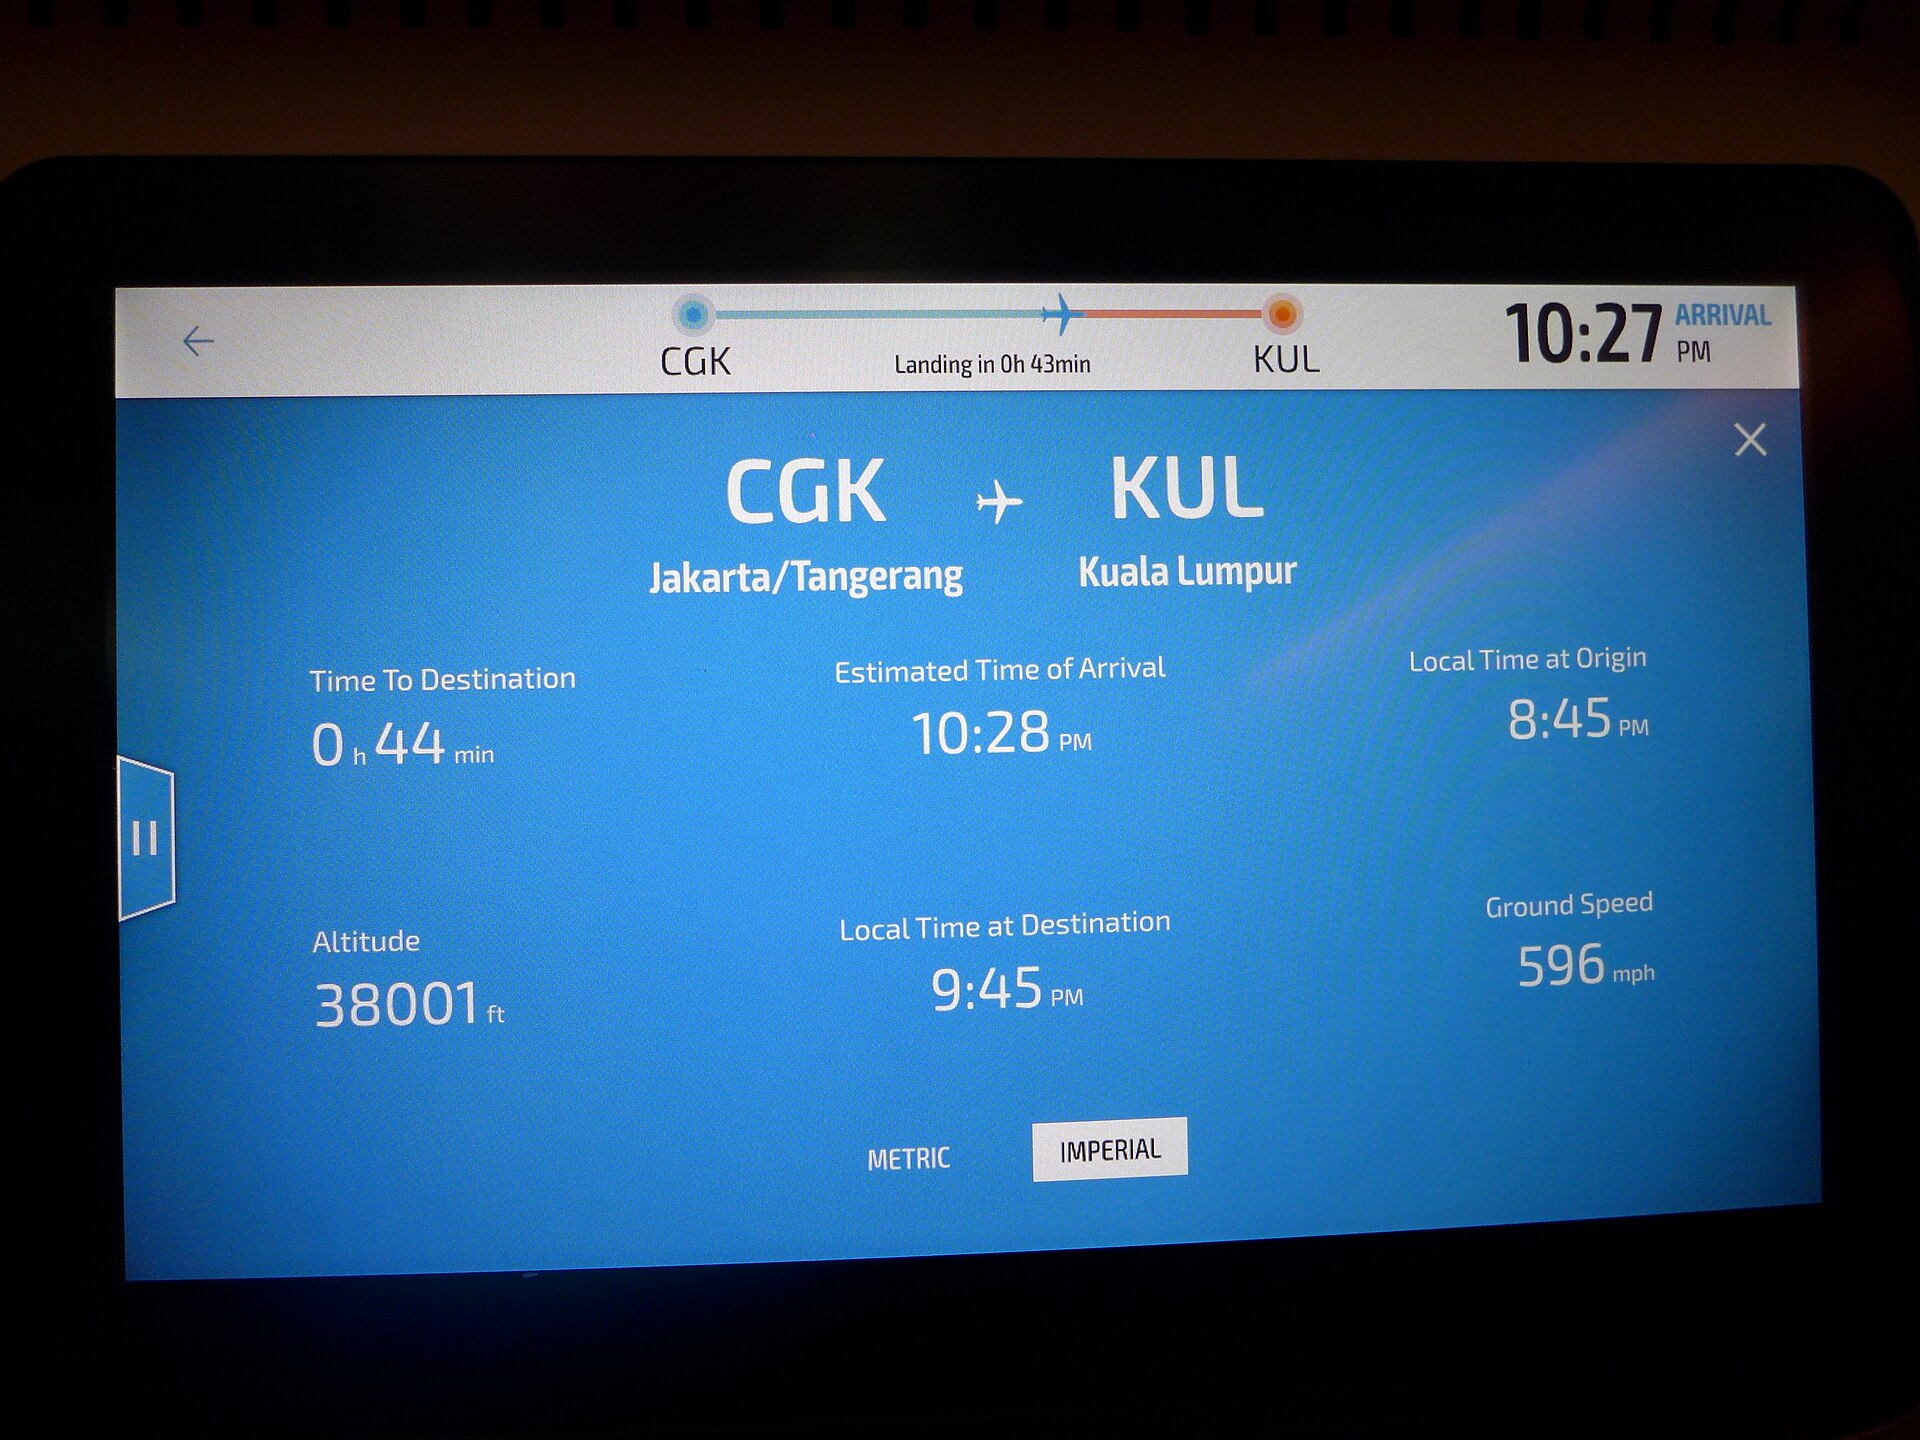 CGK
Landing in 0h 43min
KUL
10:27 PM
ARRIVAL
CGK KUL
Jakarta/Tangerang Kuala Lumpur
Time To Destination
0 h 44 min
Estimated Time of Arrival
10:28 PM
Local Time at Origin
8:45 PM
Altitude
38001 ft
Local Time at Destination
9:45 PM
Ground Speed
596 mph
METRIC
IMPERIAL